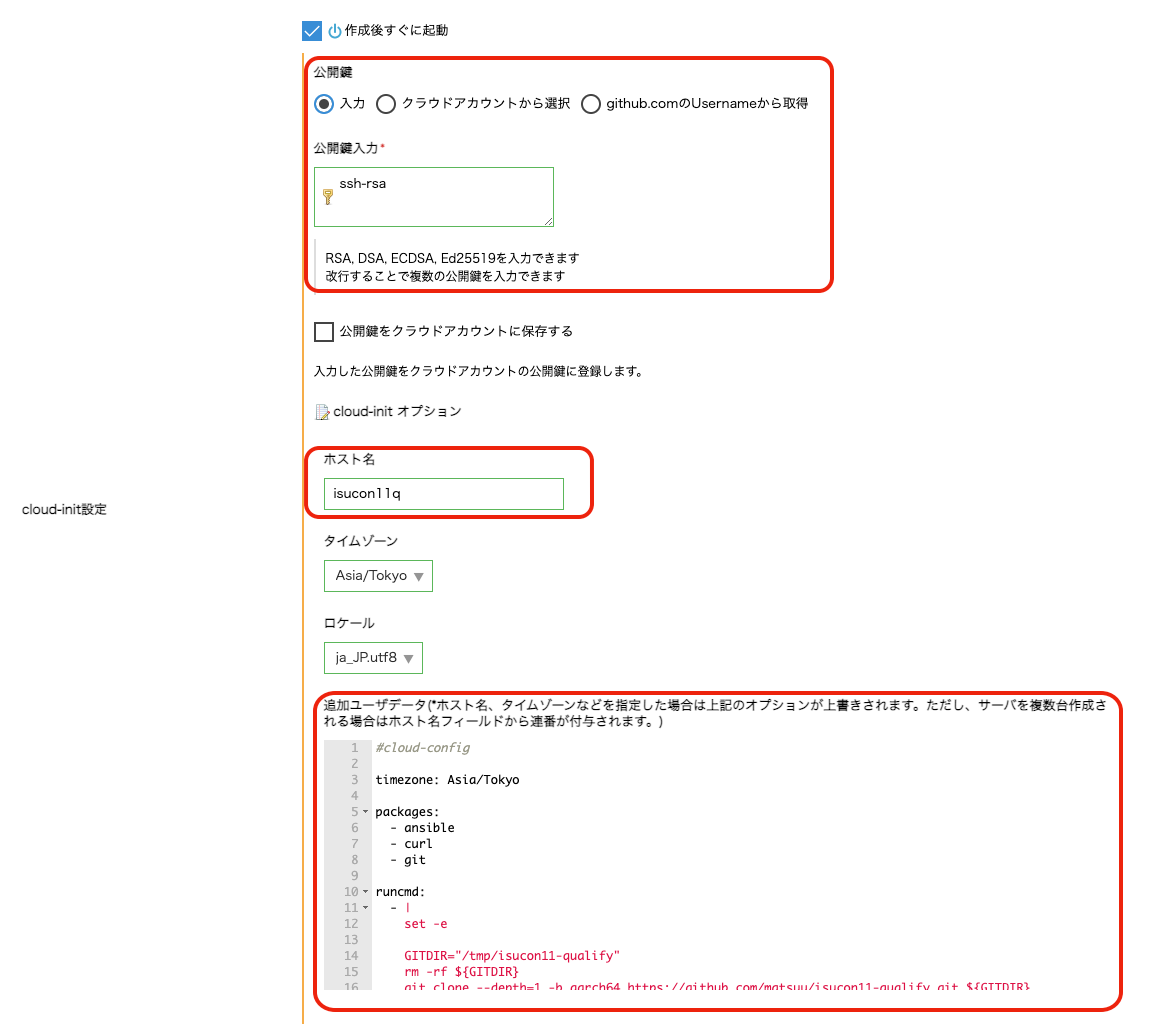 作成後すぐに起動
公開鍵
入力 クラウドアカウントから選択 github.comのUsernameから取得
公開鍵入力*
ssh-rsa
RSA, DSA, ECDSA, Ed25519を入力できます
改行することで複数の公開鍵を入力できます
公開鍵をクラウドアカウントに保存する
入力した公開鍵をクラウドアカウントの公開鍵に登録します。
cloud-init オプション
ホスト名
isucon11q
cloud-init設定
タイムゾーン
Asia/Tokyo
ロケール
ja_JP.utf8
追加ユーザデータ(*ホスト名、タイムゾーンなどを指定した場合は上記のオプションが上書きされます。ただし、サーバを複数台作成さ
れる場合はホスト名フィールドから連番が付与されます。)
1 #cloud-config
2
3 timezone: Asia/Tokyo
4
5 packages:
6 - ansible
7 - curl
8 - git
9
10 runcmd:
11 - |
12 set -e
13
14 GITDIR="/tmp/isucon11-qualify"
15 rm -rf ${GITDIR}
16 git clone --depth=1 -b aarch64 https://github.com/matsuu/isucon11-qualify.git ${GITDIR}